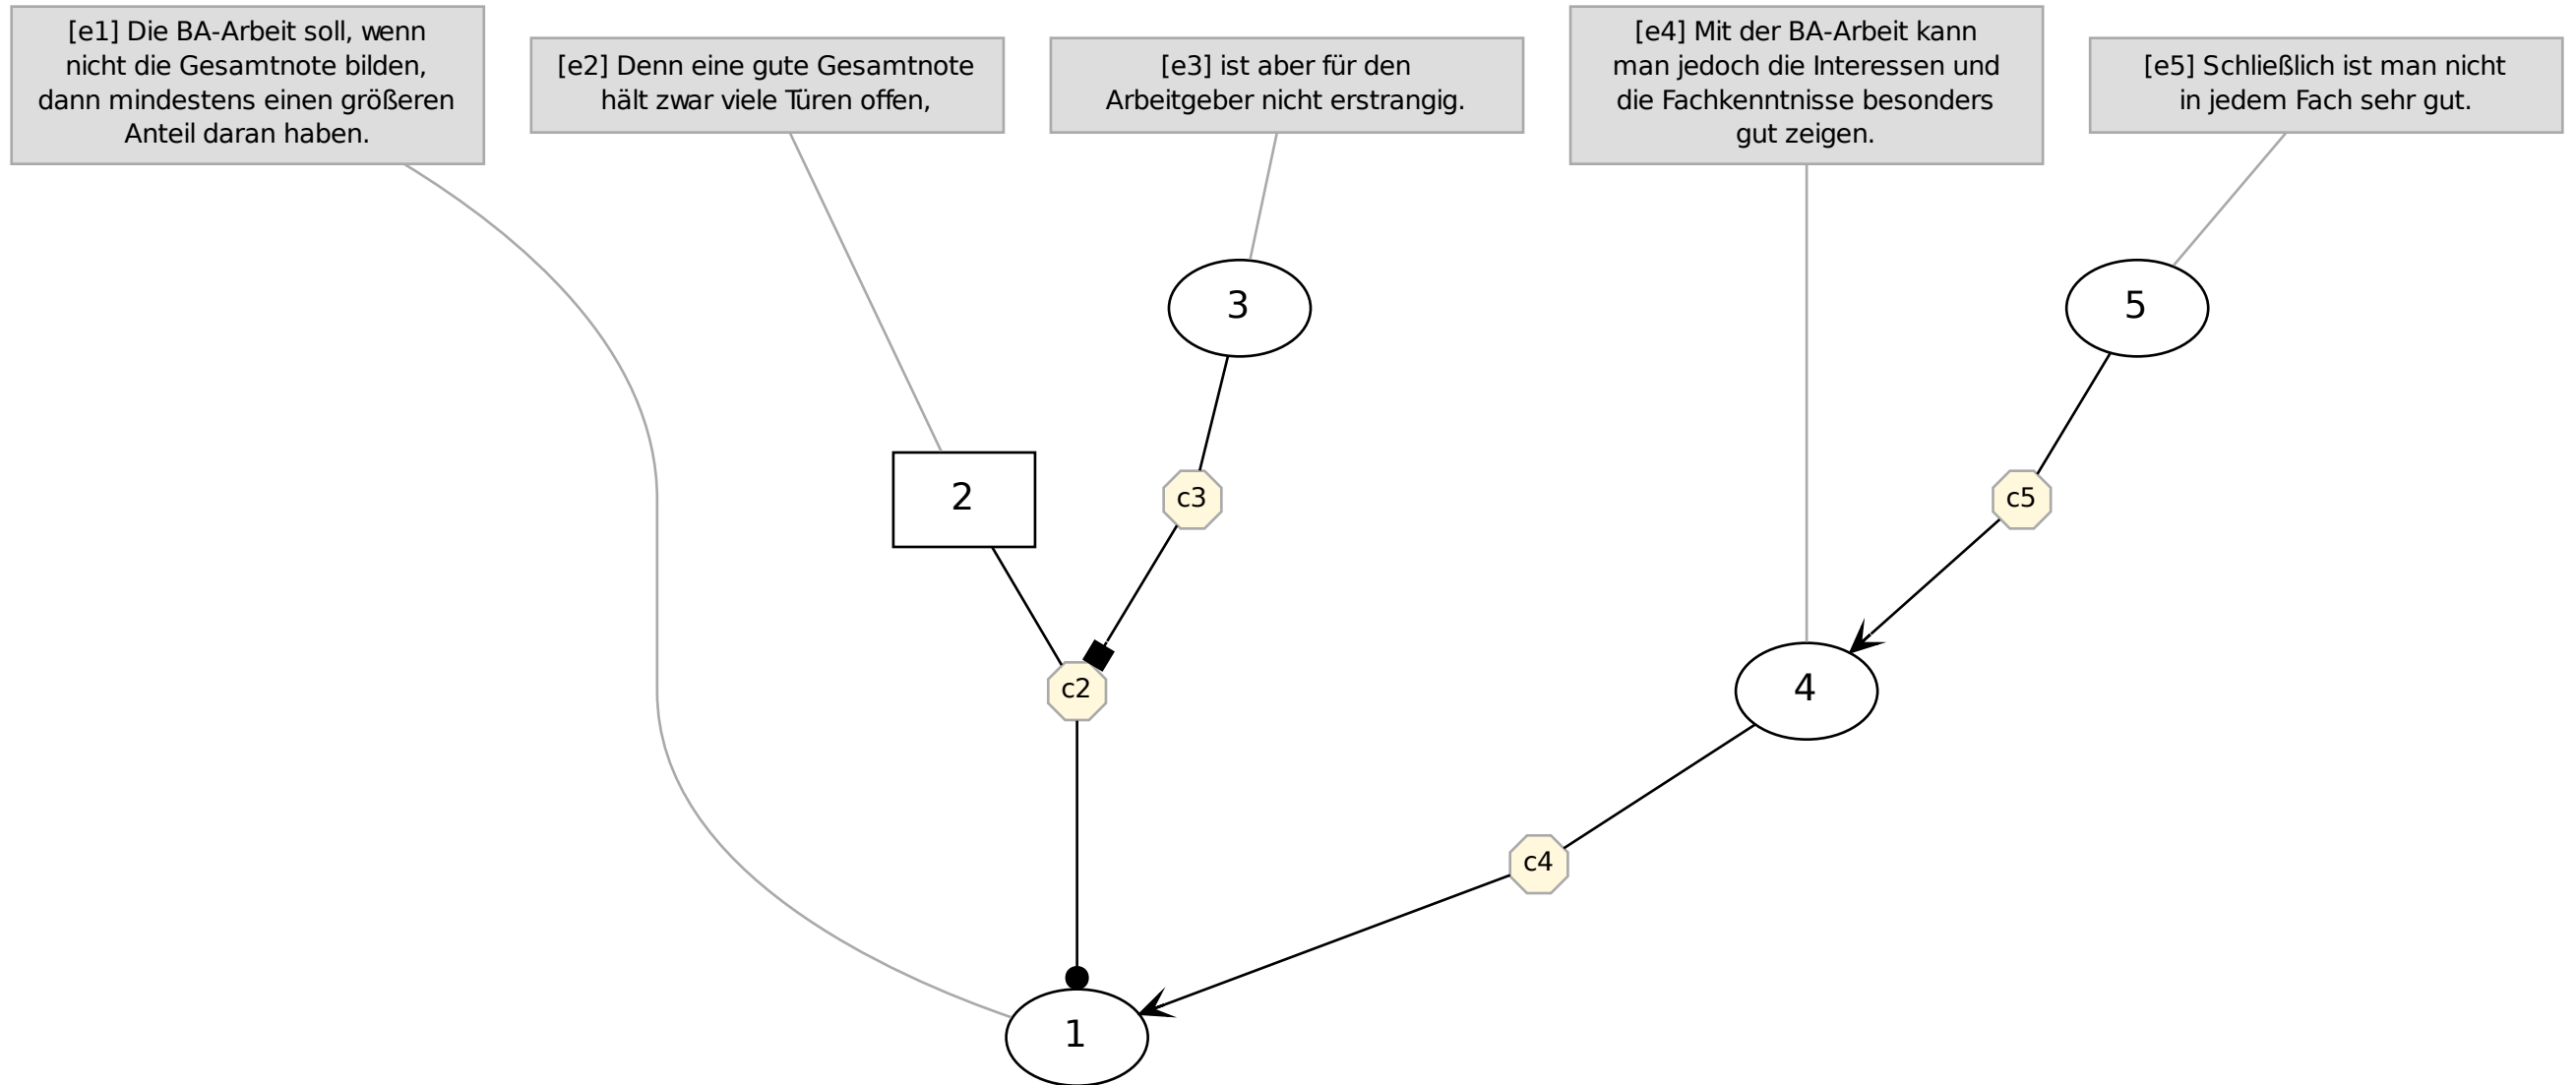 [e1] Die BA-Arbeit soll, wenn
nicht die Gesamtnote bilden,
dann mindestens einen größeren
Anteil daran haben.
[e2] Denn eine gute Gesamtnote
hält zwar viele Türen offen,
[e3] ist aber für den
Arbeitgeber nicht erstrangig.
[e4] Mit der BA-Arbeit kann
man jedoch die Interessen und
die Fachkenntnisse besonders
gut zeigen.
[e5] Schließlich ist man nicht
in jedem Fach sehr gut.
3
5
2
c3
c5
c2
4
c4
1